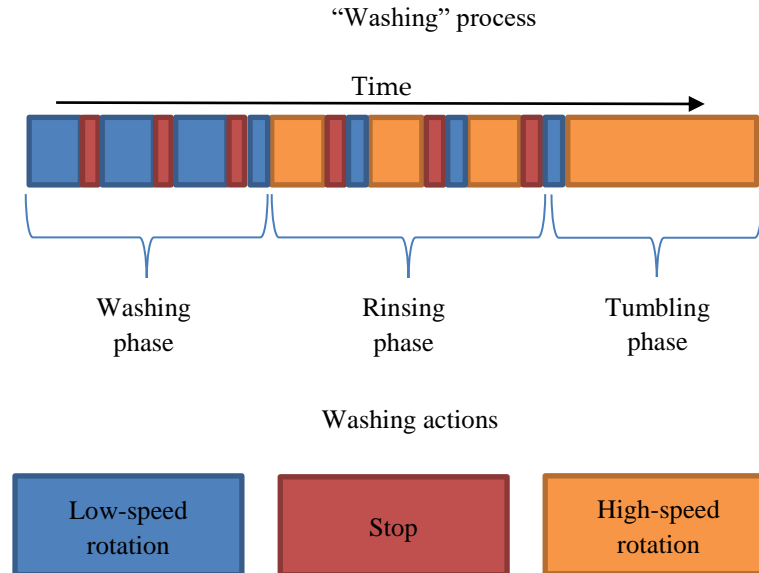 “Washing” process
Time
Washing
phase
Rinsing
phase
Tumbling
phase
Washing actions
Low-speed
rotation
Stop
High-speed
rotation